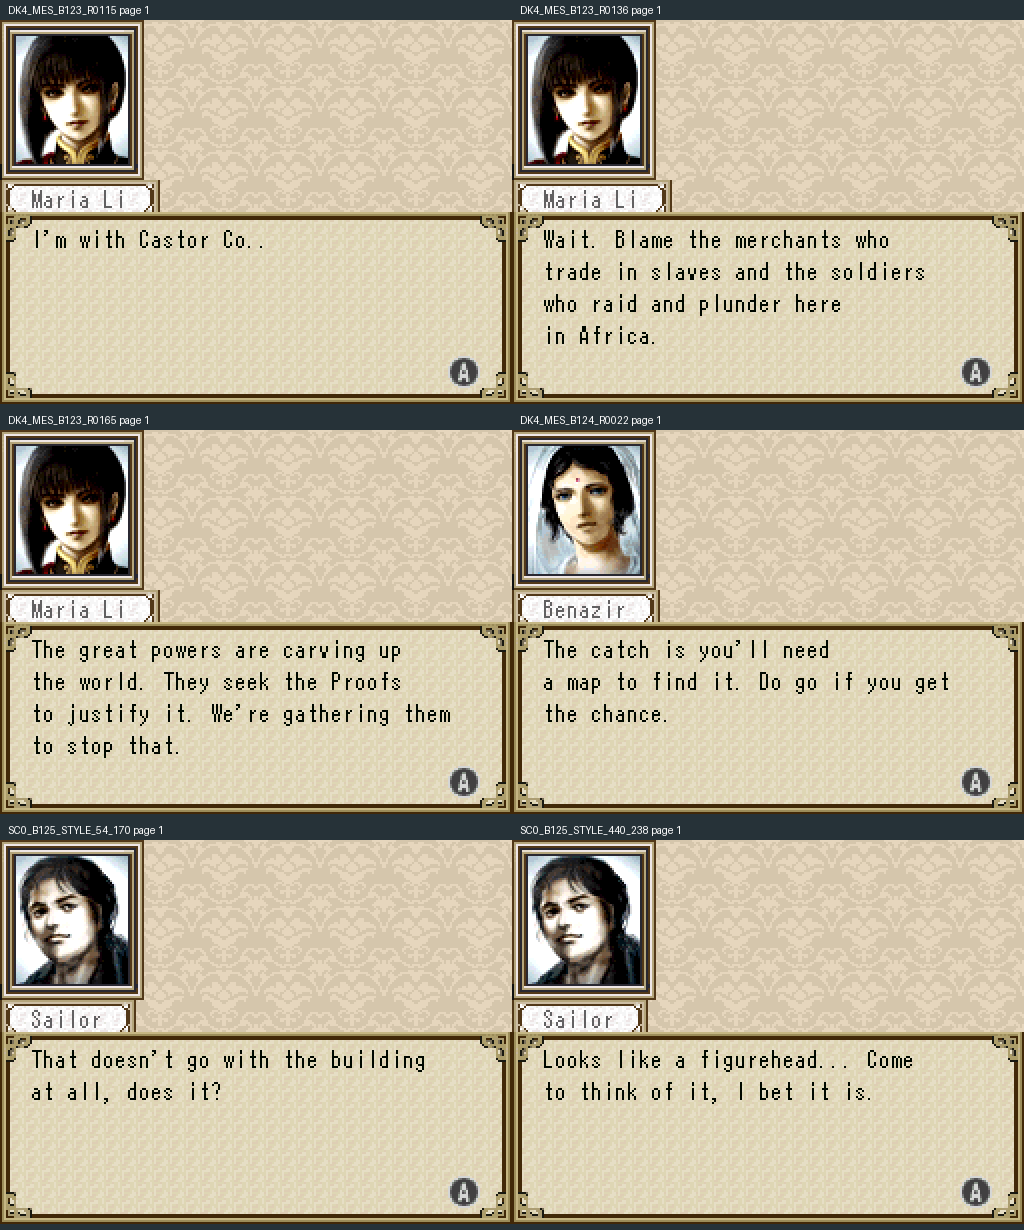 DK4_MES_B123_R0115 page 1
Maria Li
I'm with Castor Co..
A
DK4_MES_B123_R0136 page 1
Maria Li
Wait. Blame the merchants who
trade in slaves and the soldiers
who raid and plunder here
in Africa.
A
DK4_MES_B123_R0165 page 1
Maria Li
The great powers are carving up
the world. They seek the Proofs
to justify it. We're gathering them
to stop that.
A
DK4_MES_B124_R0022 page 1
Benazir
The catch is you'll need
a map to find it. Do go if you get
the chance.
A
SC0_B125_STYLE_54_170 page 1
Sailor
That doesn't go with the building
at all, does it?
A
SC0_B125_STYLE_440_238 page 1
Sailor
Looks like a figurehead... Come
to think of it, I bet it is.
A